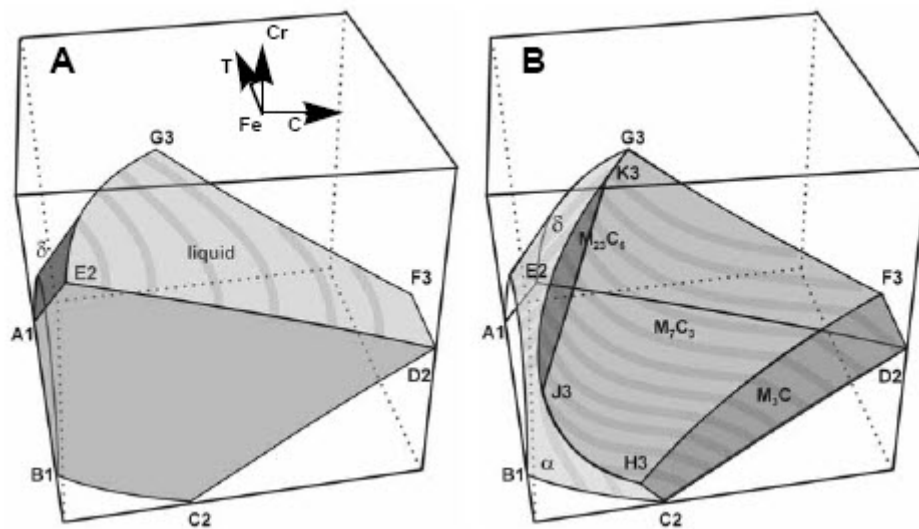 A
Cr
T
Fe
C
G3
δ
liquid
E2
A1
F3
D2
B1
C2
B
G3
K3
δ
M23C6
E2
F3
A1
M7C3
D2
J3
M3C
B1
α
H3
C2